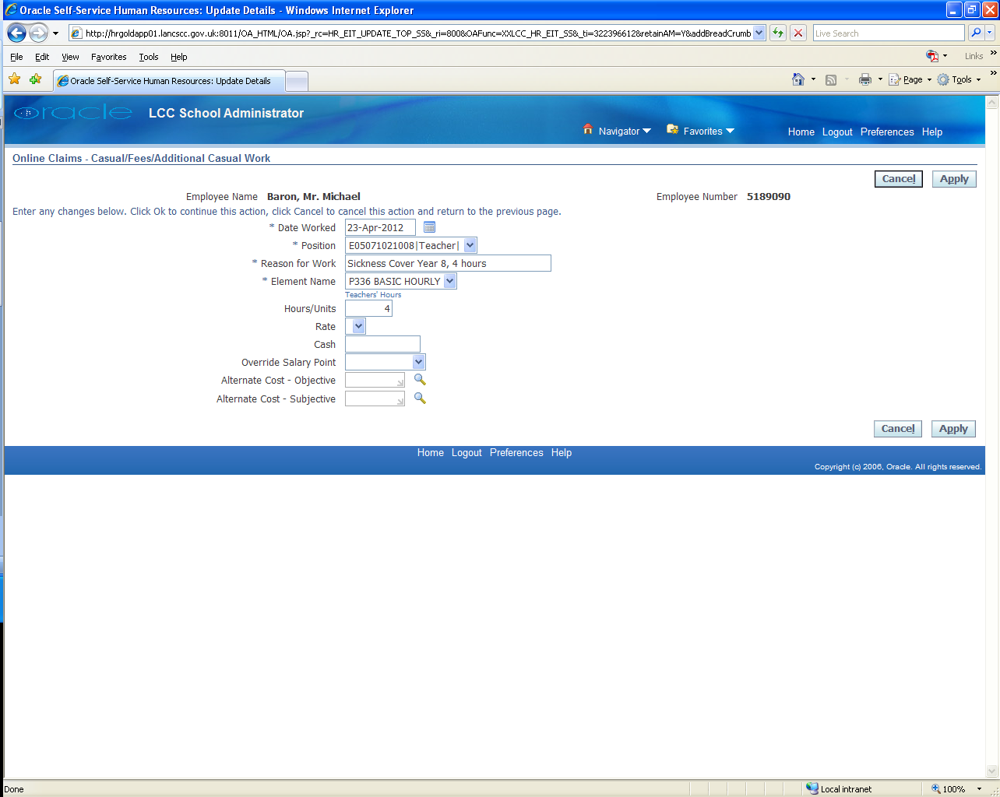 Oracle Self-Service Human Resources: Update Details - Windows Internet Explorer
http://hrgoldapp01.lancscc.gov.uk:8011/OA_HTML/OA.jsp?_rc=HR_EIT_UPDATE_TOP_SS&_ri=800&OAFunc=XXLCC_HR_EIT_SS&_ti=322396612&retainAM=Y&addBreadCrumb Live Search
File Edit View Favorites Tools Help Links »
Oracle Self-Service Human Resources: Update Details Page Tools »
oracle LCC School Administrator
Navigator Favorites Home Logout Preferences Help
Online Claims - Casual/Fees/Additional Casual Work
Cancel Apply
Employee Name Baron, Mr. Michael Employee Number 5189090
Enter any changes below. Click Ok to continue this action, click Cancel to cancel this action and return to the previous page.
* Date Worked 23-Apr-2012
* Position E05071021008|Teacher|
* Reason for Work Sickness Cover Year 8, 4 hours
* Element Name P336 BASIC HOURLY
Teachers' Hours
Hours/Units 4
Rate
Cash
Override Salary Point
Alternate Cost - Objective
Alternate Cost - Subjective
Cancel Apply
Home Logout Preferences Help
Copyright (c) 2006, Oracle. All rights reserved.
Done Local intranet 100%